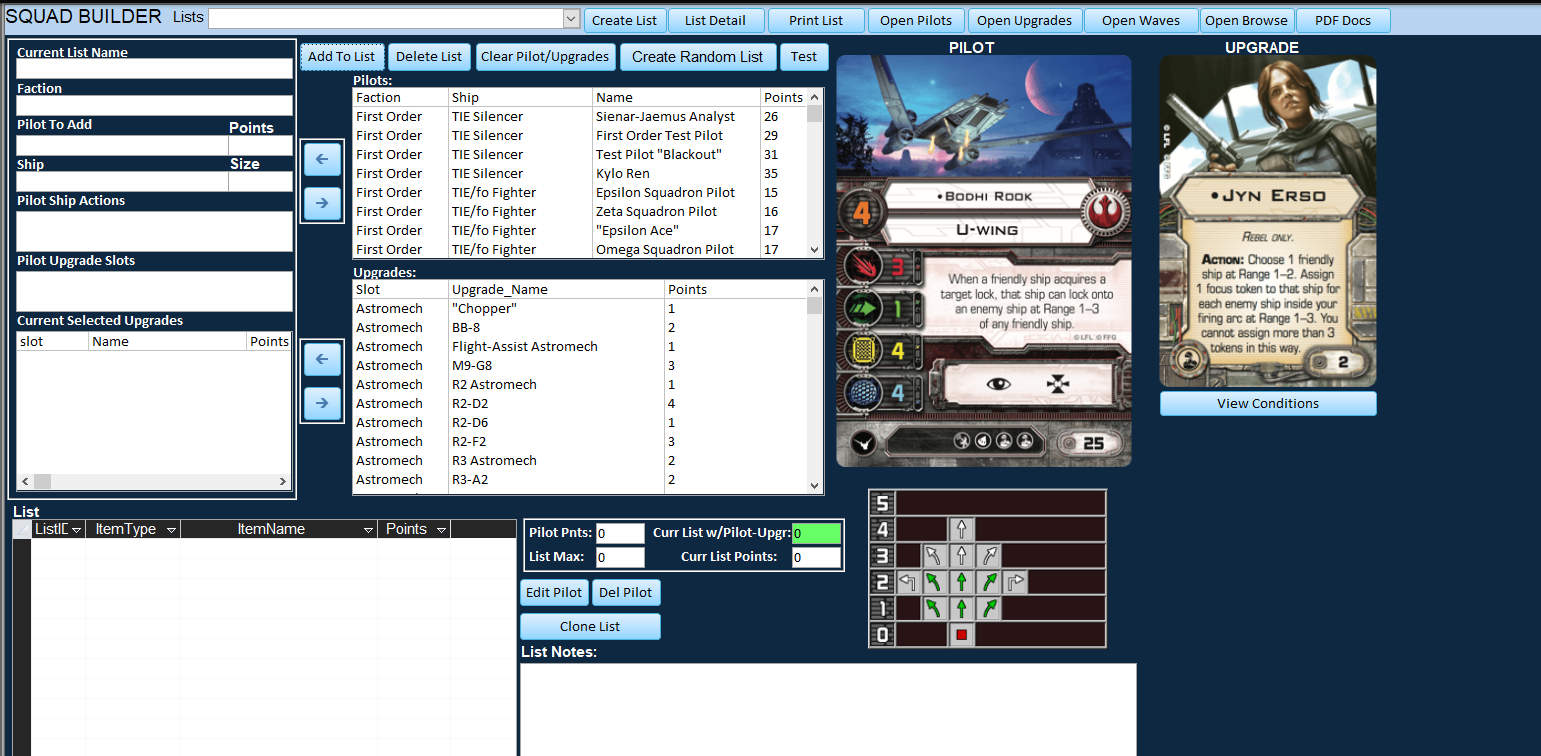 SQUAD BUILDER Lists Create List List Detail Print List Open Pilots Open Upgrades Open Waves Open Browse PDF Docs
Current List Name
Faction
Pilot To Add Points
Ship Size
Pilot Ship Actions
Pilot Upgrade Slots
Current Selected Upgrades
slot Name Points
Add To List Delete List Clear Pilot/Upgrades Create Random List Test
Pilots:
Faction Ship Name Points
First Order TIE Silencer Sienar-Jaemus Analyst 26
First Order TIE Silencer First Order Test Pilot 29
First Order TIE Silencer Test Pilot "Blackout" 31
First Order TIE Silencer Kylo Ren 35
First Order TIE/fo Fighter Epsilon Squadron Pilot 15
First Order TIE/fo Fighter Zeta Squadron Pilot 16
First Order TIE/fo Fighter "Epsilon Ace" 17
First Order TIE/fo Fighter Omega Squadron Pilot 17
Upgrades:
Slot Upgrade_Name Points
Astromech "Chopper" 1
Astromech BB-8 2
Astromech Flight-Assist Astromech 1
Astromech M9-G8 3
Astromech R2 Astromech 1
Astromech R2-D2 4
Astromech R2-D6 1
Astromech R2-F2 3
Astromech R3 Astromech 2
Astromech R3-A2 2
PILOT
4
•BODHI ROOK
U-WING
3
1
4
4
When a friendly ship acquires a
target lock, that ship can lock onto
an enemy ship at Range 1–3
of any friendly ship.
©LFL ©FFG
25
UPGRADE
©LFL ©FFG
•JYN ERSO
REBEL ONLY.
ACTION: Choose 1 friendly
ship at Range 1–2. Assign
1 focus token to that ship for
each enemy ship inside your
firing arc at Range 1–3. You
cannot assign more than 3
tokens in this way.
2
View Conditions
List
ListID ItemType ItemName Points
Pilot Pnts: 0 Curr List w/Pilot-Upgr: 0
List Max: 0 Curr List Points: 0
Edit Pilot Del Pilot
Clone List
List Notes:
5
4
3
2
1
0